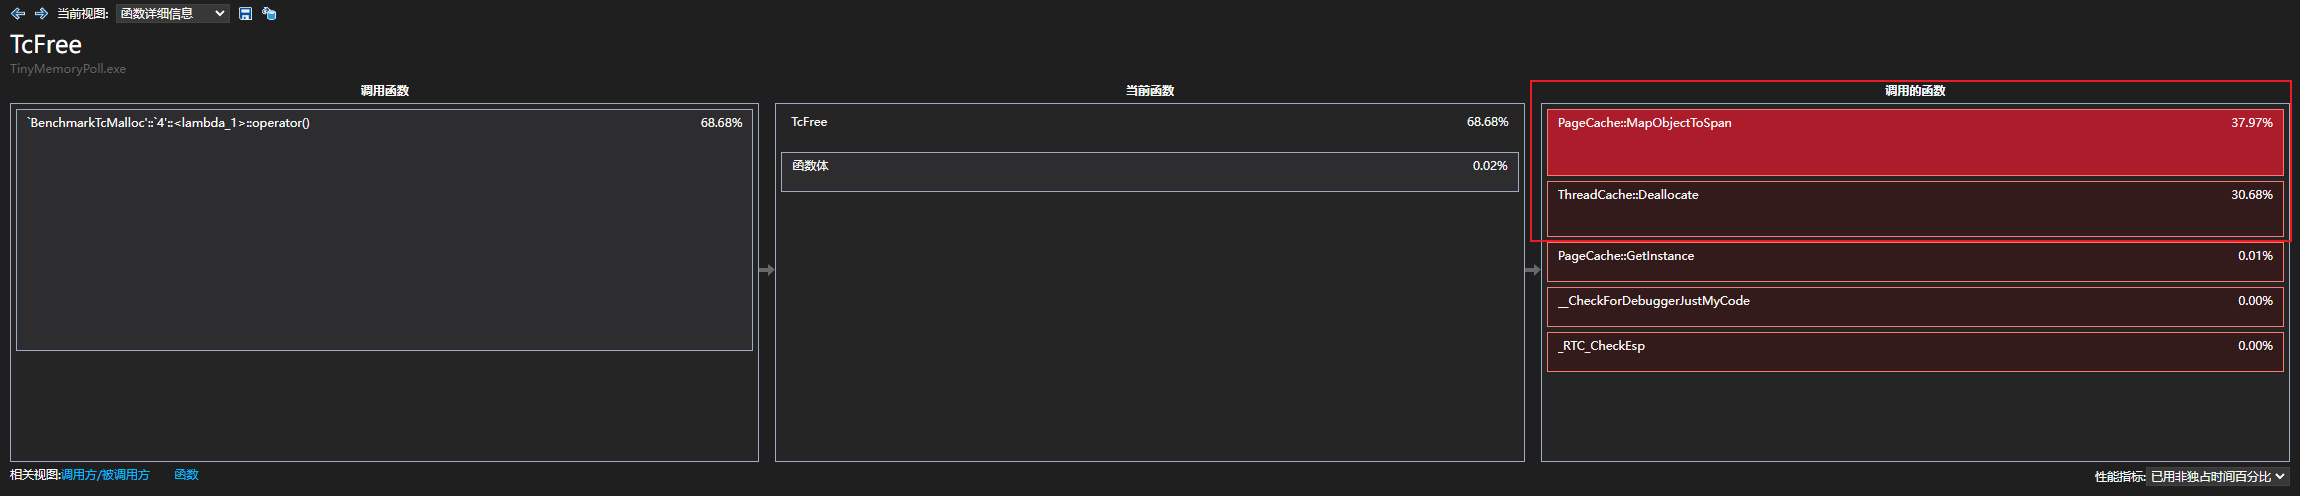 当前视图: 函数详细信息
TcFree
TinyMemoryPoll.exe
调用函数
`BenchmarkTcMalloc'::`4'::<lambda_1>::operator() 68.68%
当前函数
TcFree 68.68%
函数体 0.02%
调用的函数
PageCache::MapObjectToSpan 37.97%
ThreadCache::Deallocate 30.68%
PageCache::GetInstance 0.01%
__CheckForDebuggerJustMyCode 0.00%
_RTC_CheckEsp 0.00%
相关视图:调用方/被调用方 函数
性能指标: 已用非独占时间百分比